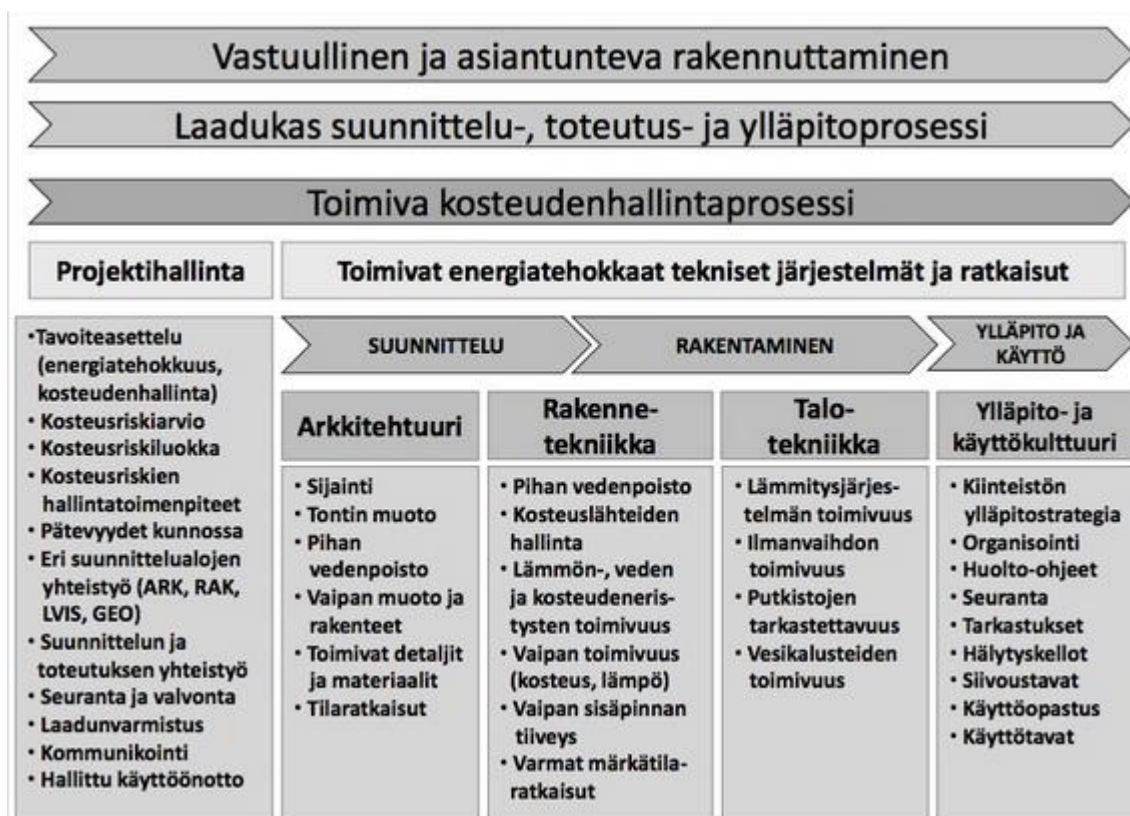 Vastuullinen ja asiantunteva rakennuttaminen
Laadukas suunnittelu-, toteutus- ja ylläpitoprosessi
Toimiva kosteudenhallintaprosessi
Projektihallinta
Toimivat energiatehokkaat tekniset järjestelmät ja ratkaisut
•Tavoiteasettelu
(energiatehokkuus,
kosteudenhallinta)
• Kosteusriskiarvio
• Kosteusriskiluokka
• Kosteusriskien
hallintatoimenpiteet
• Pätevyydet kunnossa
• Eri suunnittelualojen
yhteistyö (ARK, RAK,
LVIS, GEO)
• Suunnittelun ja
toteutuksen yhteistyö
• Seuranta ja valvonta
• Laadunvarmistus
• Kommunikointi
• Hallittu käyttöönotto
SUUNNITTELU
RAKENTAMINEN
YLLÄPITO JA
KÄYTTÖ
Arkkitehtuuri
• Sijainti
• Tontin muoto
• Pihan
vedenpoisto
• Vaipan muoto ja
rakenteet
• Toimivat detaljit
ja materiaalit
• Tilaratkaisut
Rakenne-
tekniikka
• Pihan vedenpoisto
• Kosteuslähteiden
hallinta
• Lämmön-, veden
ja kosteudeneris-
tysten toimivuus
• Vaipan toimivuus
(kosteus, lämpö)
• Vaipan sisäpinnan
tiiveys
• Varmat märkätila-
ratkaisut
Talo-
tekniikka
• Lämmitysjärjes-
telmän toimivuus
• Ilmanvaihdon
toimivuus
• Putkistojen
tarkastettavuus
• Vesikalusteiden
toimivuus
Ylläpito- ja
käyttökulttuuri
• Kiinteistön
ylläpitostrategia
• Organisointi
• Huolto-ohjeet
• Seuranta
• Tarkastukset
• Hälytyskellot
• Siivoustavat
• Käyttöopastus
• Käyttötavat